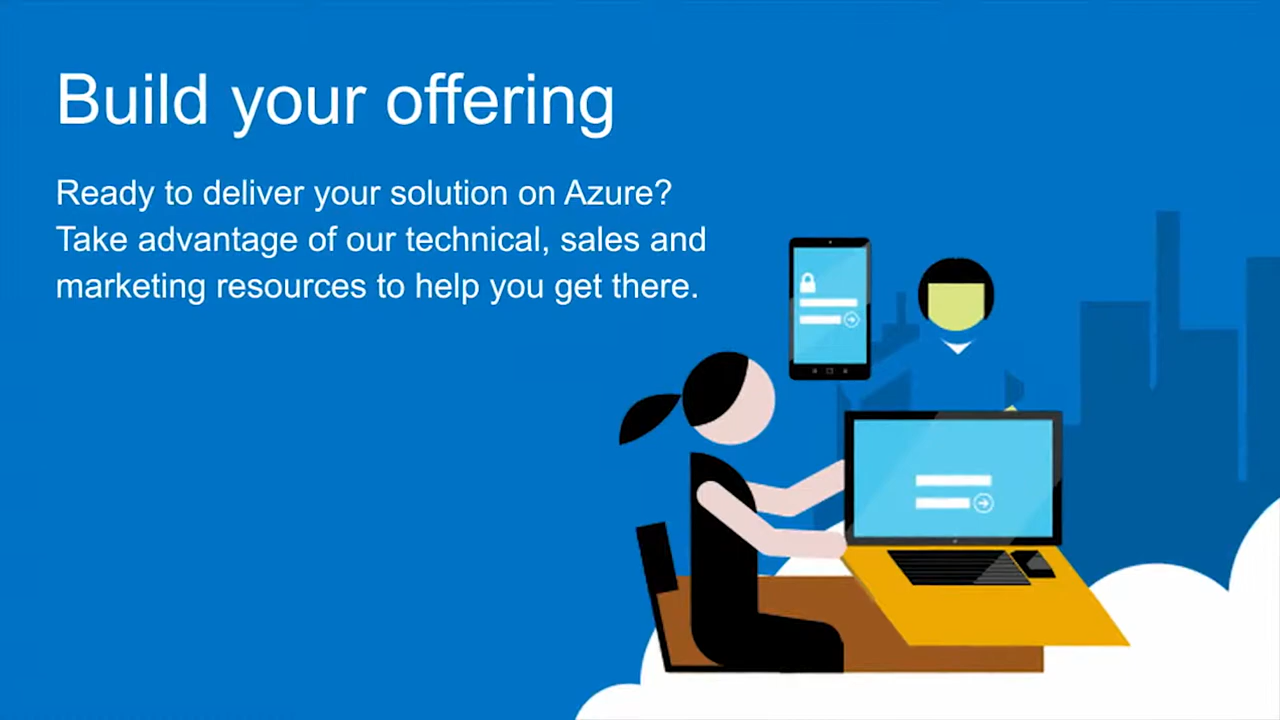 Build your offering
Ready to deliver your solution on Azure?
Take advantage of our technical, sales and
marketing resources to help you get there.